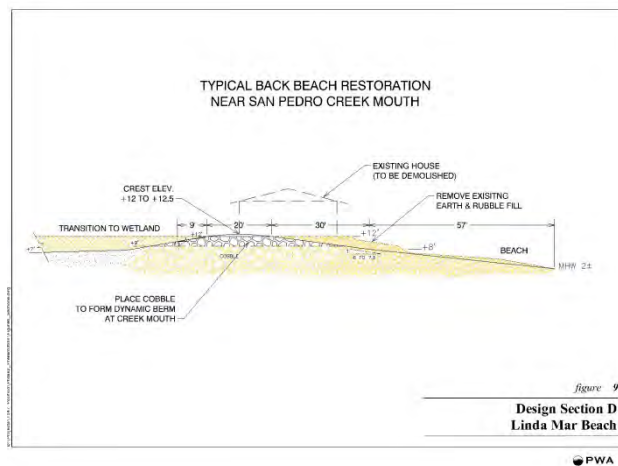 TYPICAL BACK BEACH RESTORATION
NEAR SAN PEDRO CREEK MOUTH
EXISTING HOUSE
(TO BE DEMOLISHED)
CREST ELEV.
+12 TO +12.5
REMOVE EXISITNG
EARTH & RUBBLE FILL
TRANSITION TO WETLAND
9'
20'
30'
57'
+12'
+8'
BEACH
MHW 2±
COBBLE
PLACE COBBLE
TO FORM DYNAMIC BERM
AT CREEK MOUTH
figure 9
Design Section D
Linda Mar Beach
PWA